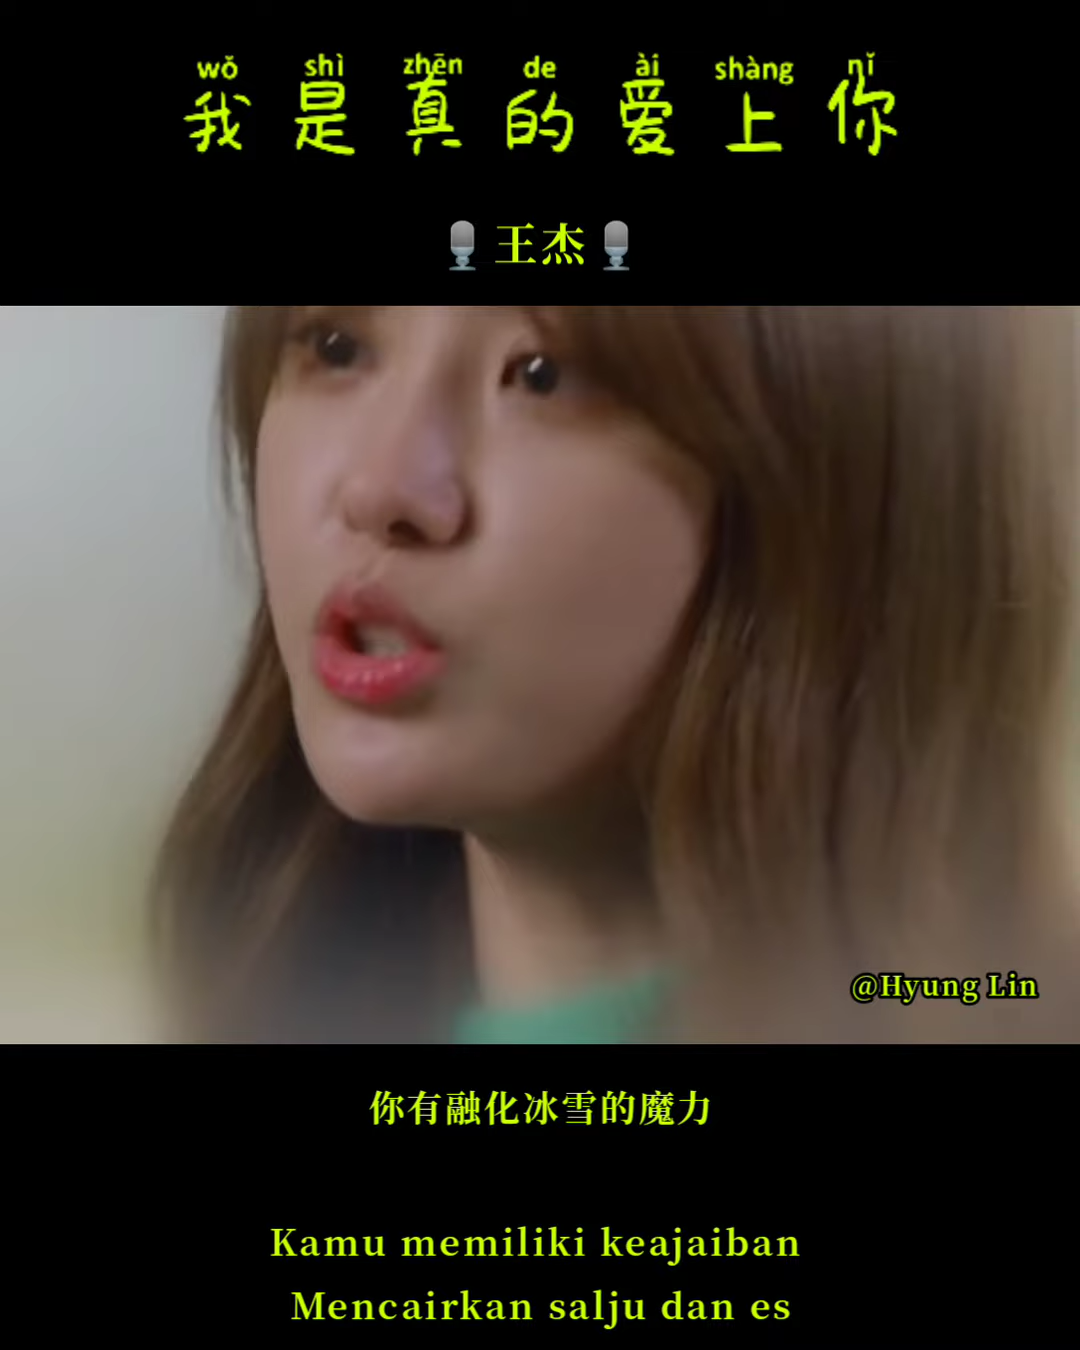 wǒ shì zhēn de ài shàng nǐ
我是真的爱上你
王杰
@Hyung Lin
你有融化冰雪的魔力
Kamu memiliki keajaiban
Mencairkan salju dan es